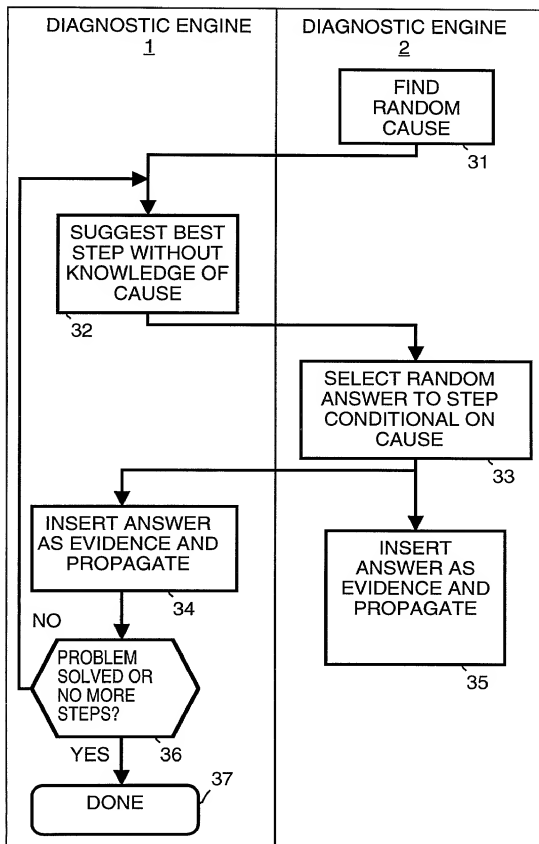 DIAGNOSTIC ENGINE
1
DIAGNOSTIC ENGINE
2
FIND
RANDOM
CAUSE
31
SUGGEST BEST
STEP WITHOUT
KNOWLEDGE OF
CAUSE
32
SELECT RANDOM
ANSWER TO STEP
CONDITIONAL ON
CAUSE
33
INSERT ANSWER
AS EVIDENCE AND
PROPAGATE
34
INSERT
ANSWER AS
EVIDENCE AND
PROPAGATE
35
NO
PROBLEM
SOLVED OR
NO MORE
STEPS?
36
YES
DONE
37